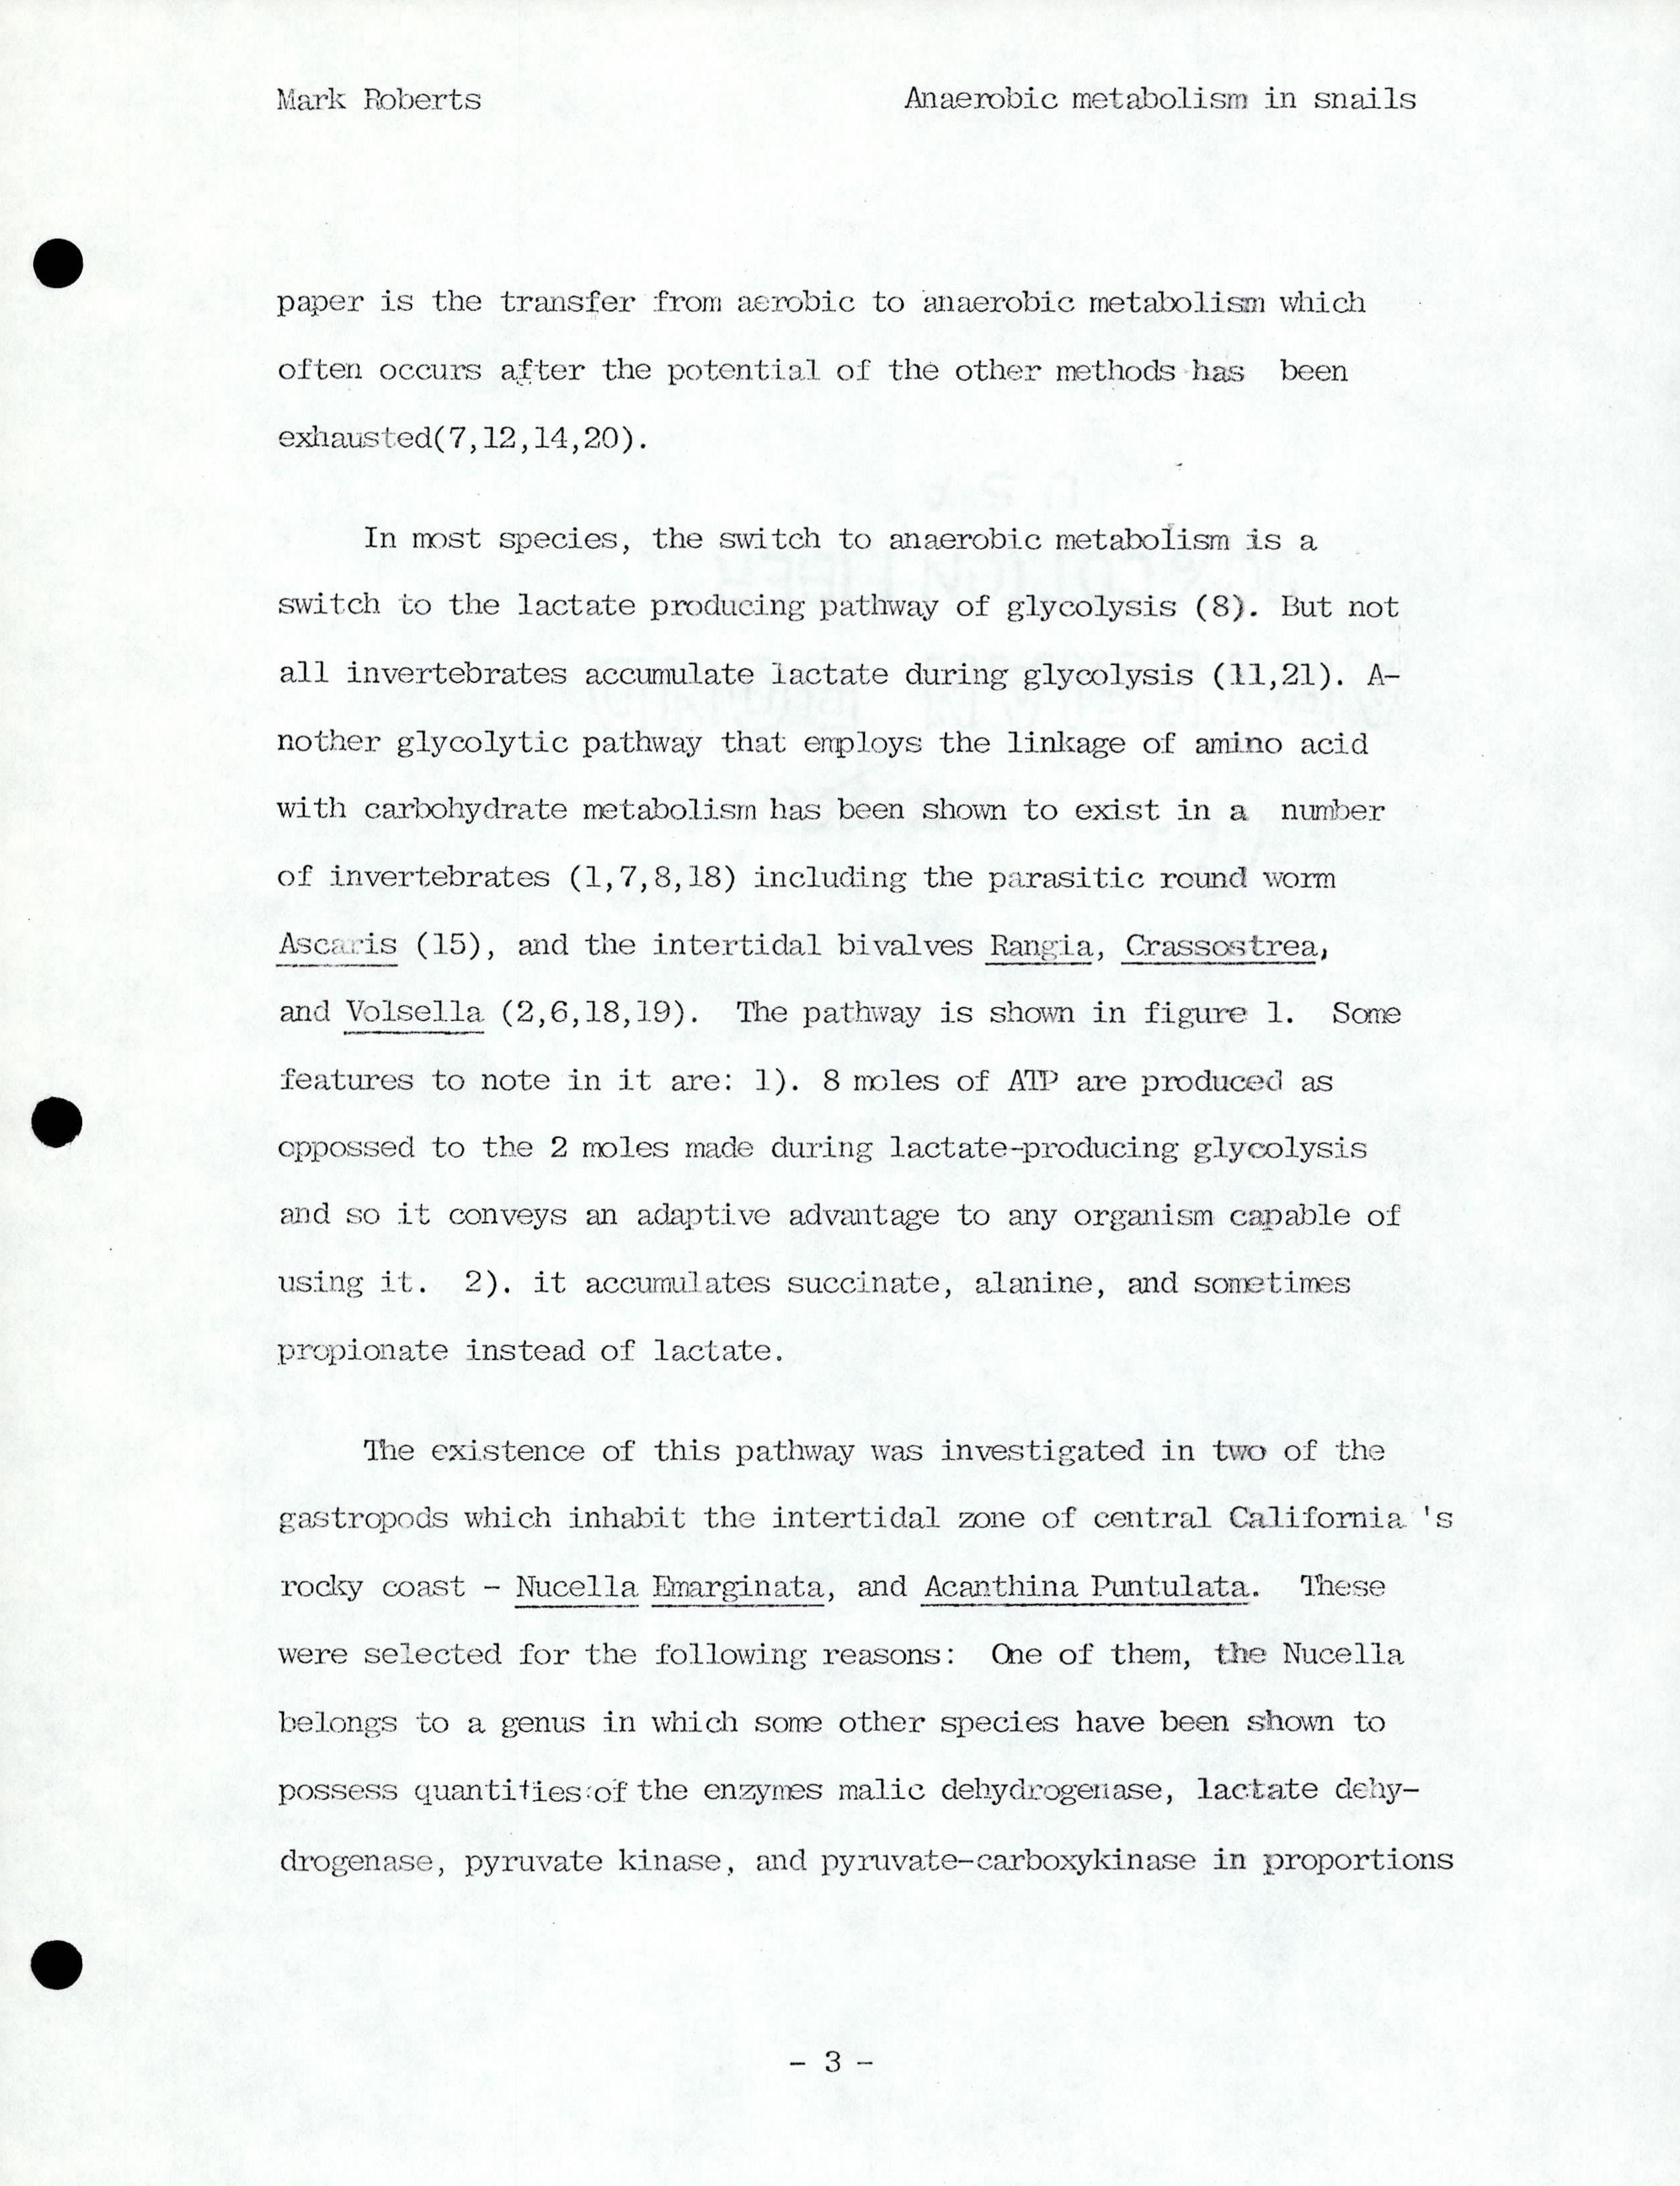 Mark Roberts Anaerobic metabolism in snails
paper is the transfer from aerobic to anaerobic metabolism which
often occurs after the potential of the other methods has been
exhausted(7,12,14,20).
In most species, the switch to anaerobic metabolism is a
switch to the lactate producing pathway of glycolysis (8). But not
all invertebrates accumulate lactate during glycolysis (11,21). A-
nother glycolytic pathway that employs the linkage of amino acid
with carbohydrate metabolism has been shown to exist in a number
of invertebrates (1,7,8,18) including the parasitic round worm
Ascaris (15), and the intertidal bivalves Rangia, Crassostrea,
and Volsella (2,6,18,19). The pathway is shown in figure 1. Some
features to note in it are: 1). 8 moles of ATP are produced as
oppossed to the 2 moles made during lactate-producing glycolysis
and so it conveys an adaptive advantage to any organism capable of
using it. 2). it accumulates succinate, alanine, and sometimes
propionate instead of lactate.
The existence of this pathway was investigated in two of the
gastropods which inhabit the intertidal zone of central California 's
rocky coast - Nucella Emarginata, and Acanthina Puntulata. These
were selected for the following reasons: One of them, the Nucella
belongs to a genus in which some other species have been shown to
possess quantities of the enzymes malic dehydrogenase, lactate dehy-
drogenase, pyruvate kinase, and pyruvate-carboxykinase in proportions
- 3 -